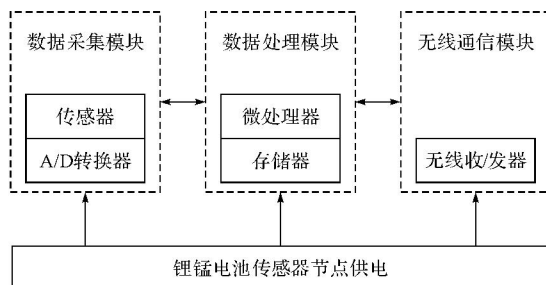 数据采集模块
传感器
A/D转换器
数据处理模块
微处理器
存储器
无线通信模块
无线收/发器
锂锰电池传感器节点供电